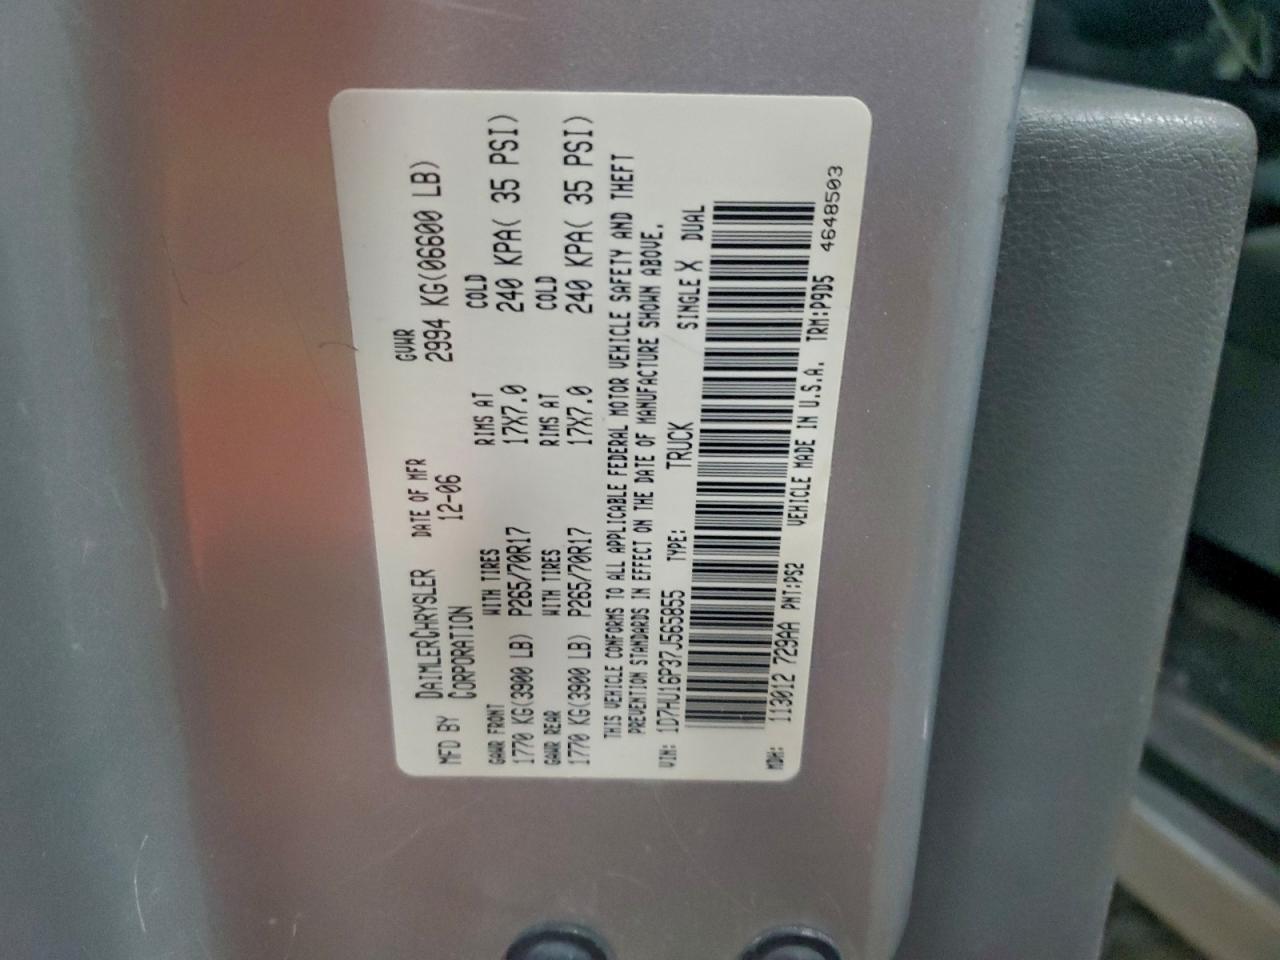 MFD BY DAIMLERCHRYSLER CORPORATION DATE OF MFR 12-06 GVWR 2994 KG(06600 LB)
GAWR FRONT WITH TIRES RIMS AT COLD
1770 KG(3900 LB) P265/70R17 17X7.0 240 KPA( 35 PSI)
GAWR REAR WITH TIRES RIMS AT COLD
1770 KG(3900 LB) P265/70R17 17X7.0 240 KPA( 35 PSI)
THIS VEHICLE CONFORMS TO ALL APPLICABLE FEDERAL MOTOR VEHICLE SAFETY AND THEFT
PREVENTION STANDARDS IN EFFECT ON THE DATE OF MANUFACTURE SHOWN ABOVE.
VIN: 1D7HU16P37J565855 TYPE: TRUCK SINGLE X DUAL
MDH: 113012 729AA PNT:PS2 VEHICLE MADE IN U.S.A. TRM:P9D5 4648503